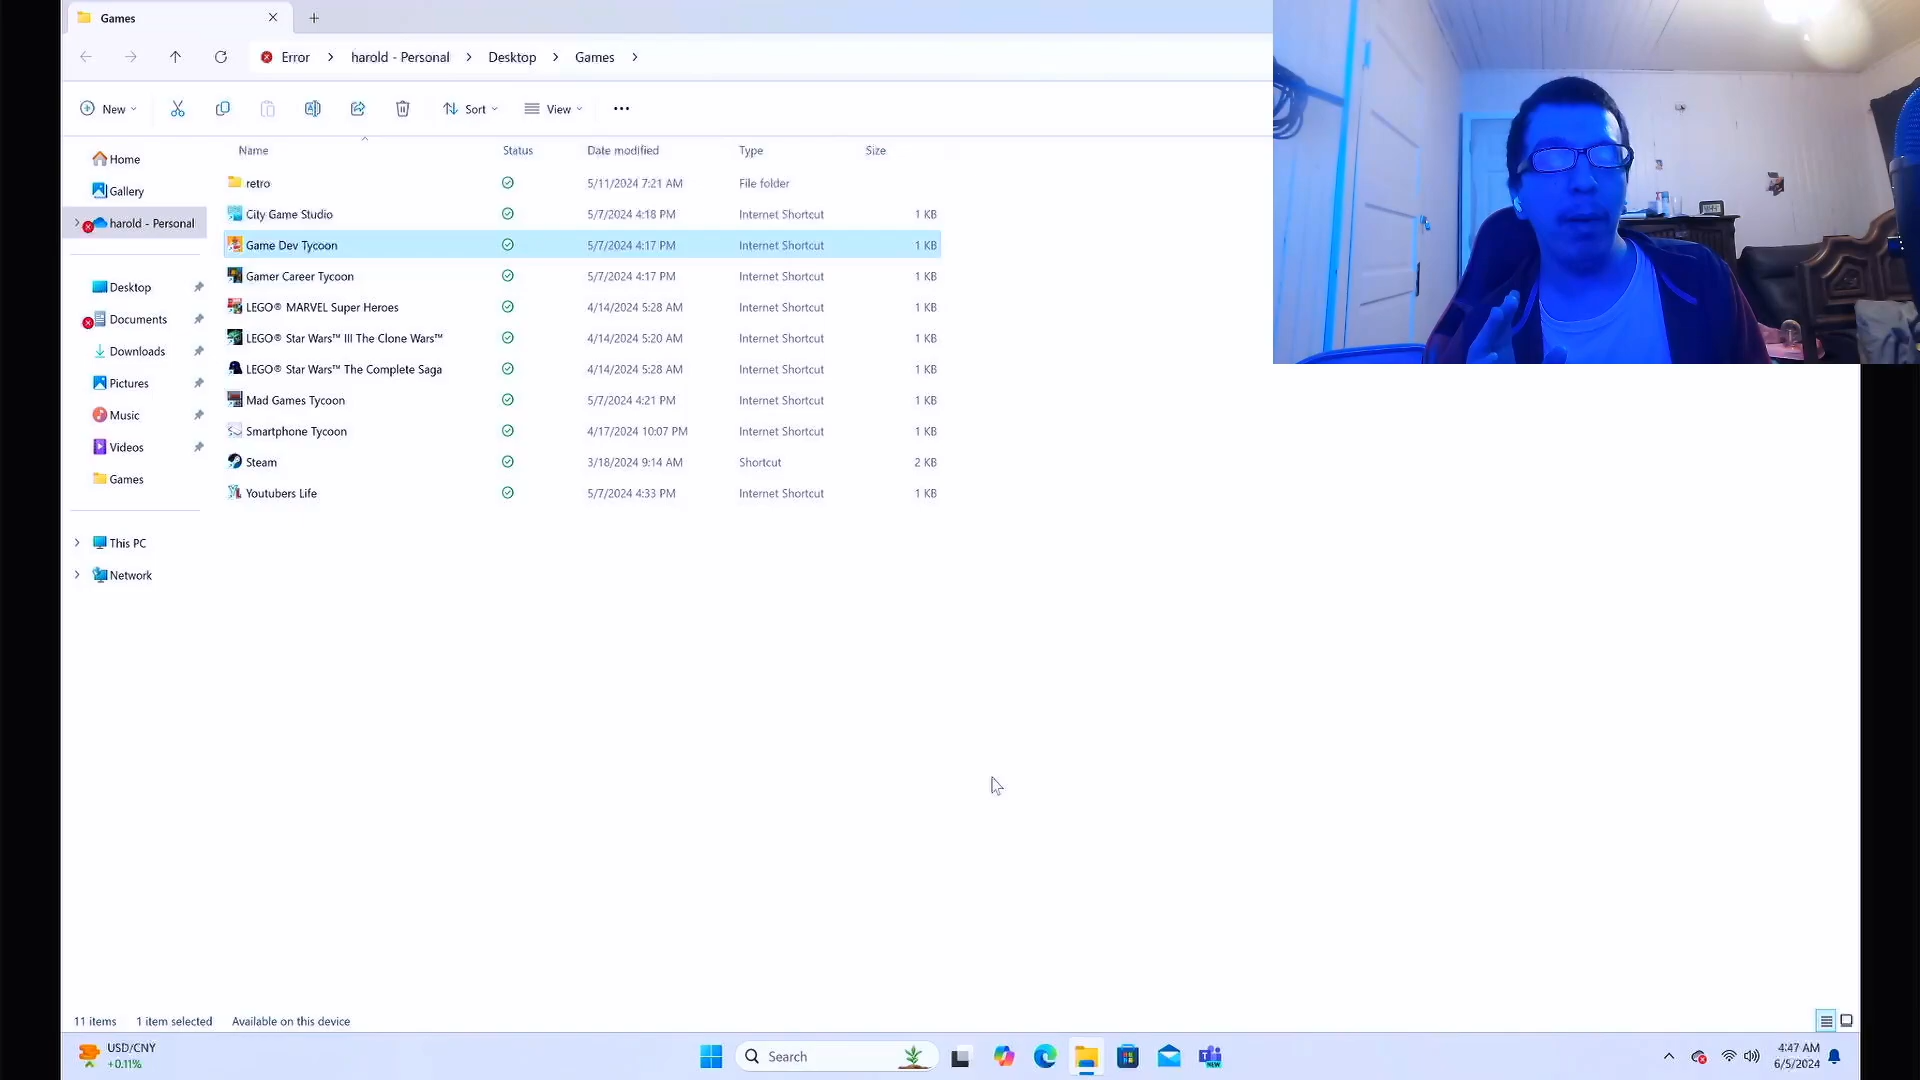 Games
Error > harold - Personal > Desktop > Games >
New Sort View
Name Status Date modified Type Size
Home
Gallery
harold - Personal
Desktop
Documents
Downloads
Pictures
Music
Videos
Games
This PC
Network
retro 5/11/2024 7:21 AM File folder
City Game Studio 5/7/2024 4:18 PM Internet Shortcut 1 KB
Game Dev Tycoon 5/7/2024 4:17 PM Internet Shortcut 1 KB
Gamer Career Tycoon 5/7/2024 4:17 PM Internet Shortcut 1 KB
LEGO® MARVEL Super Heroes 4/14/2024 5:28 AM Internet Shortcut 1 KB
LEGO® Star Wars™ III The Clone Wars™ 4/14/2024 5:20 AM Internet Shortcut 1 KB
LEGO® Star Wars™ The Complete Saga 4/14/2024 5:28 AM Internet Shortcut 1 KB
Mad Games Tycoon 5/7/2024 4:21 PM Internet Shortcut 1 KB
Smartphone Tycoon 4/17/2024 10:07 PM Internet Shortcut 1 KB
Steam 3/18/2024 9:14 AM Shortcut 2 KB
Youtubers Life 5/7/2024 4:33 PM Internet Shortcut 1 KB
11 items 1 item selected Available on this device
USD/CNY
+0.11%
Search
NEW
4:47 AM
6/5/2024